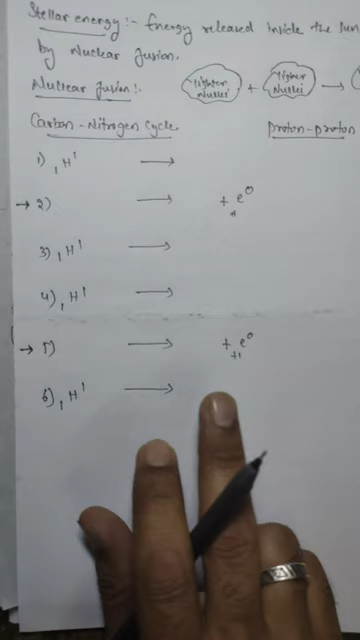 Stellar energy :- Energy released inside the Sun
by Nuclear fusion.
Nuclear fusion :- Lighter Nuclei + Lighter Nuclei →
Carbon-Nitrogen Cycle. Proton-proton
1) ₁H¹ →
→ 2) → + e⁰
3) ₁H¹ →
4) ₁H¹ →
→ 5) → + ₊₁e⁰
6) ₁H¹ →